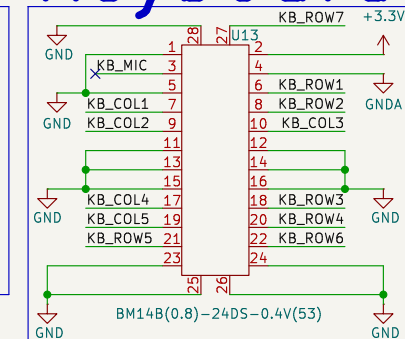 KB_ROW7
+3.3V
28
27
U13
GND
1
2
KB_MIC
3
4
5
6
KB_ROW1
GNDA
KB_COL1
7
8
KB_ROW2
GND
KB_COL2
9
10
KB_COL3
11
12
13
14
15
16
KB_COL4
17
18
KB_ROW3
GND
GND
KB_COL5
19
20
KB_ROW4
KB_ROW5
21
22
KB_ROW6
23
24
25
26
BM14B(0.8)-24DS-0.4V(53)
GND
GND